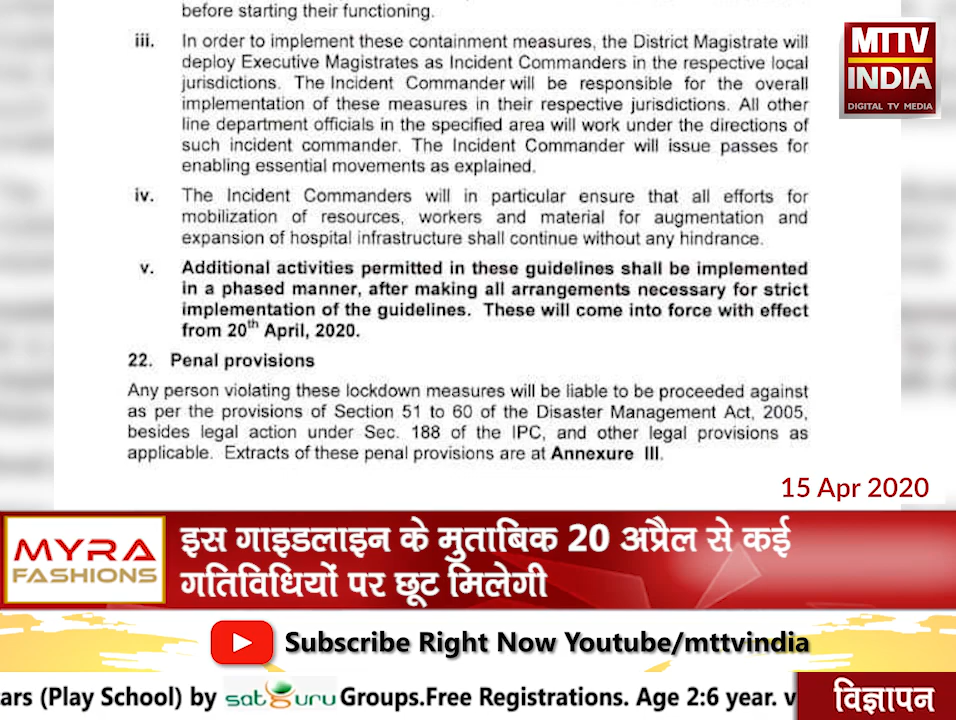 before starting their functioning.
iii. In order to implement these containment measures, the District Magistrate will
deploy Executive Magistrates as Incident Commanders in the respective local
jurisdictions. The Incident Commander will be responsible for the overall
implementation of these measures in their respective jurisdictions. All other
line department officials in the specified area will work under the directions of
such incident commander. The Incident Commander will issue passes for
enabling essential movements as explained.
iv. The Incident Commanders will in particular ensure that all efforts for
mobilization of resources, workers and material for augmentation and
expansion of hospital infrastructure shall continue without any hindrance.
v. Additional activities permitted in these guidelines shall be implemented
in a phased manner, after making all arrangements necessary for strict
implementation of the guidelines. These will come into force with effect
from 20th April, 2020.
22. Penal provisions
Any person violating these lockdown measures will be liable to be proceeded against
as per the provisions of Section 51 to 60 of the Disaster Management Act, 2005,
besides legal action under Sec. 188 of the IPC, and other legal provisions as
applicable. Extracts of these penal provisions are at Annexure III.
MTTV
INDIA
DIGITAL TV MEDIA
15 Apr 2020
MYRA
FASHIONS
इस गाइडलाइन के मुताबिक 20 अप्रैल से कई
गतिविधियों पर छूट मिलेगी
Subscribe Right Now Youtube/mttvindia
ars (Play School) by satguru Groups.Free Registrations. Age 2:6 year. v
विज्ञापन